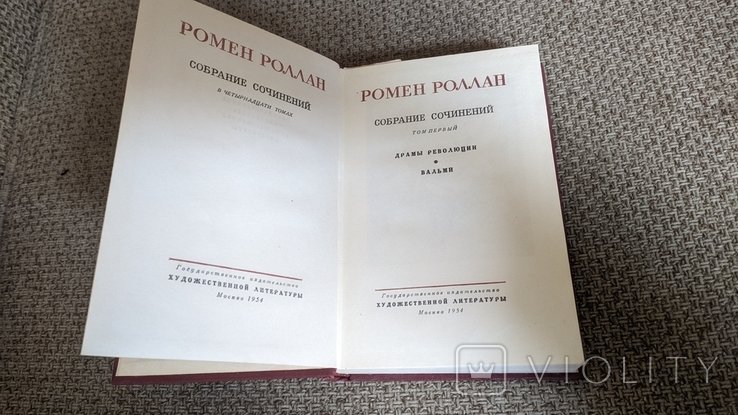 РОМЕН РОЛЛАН
СОБРАНИЕ СОЧИНЕНИЙ
В ЧЕТЫРНАДЦАТИ ТОМАХ
Государственное издательство
ХУДОЖЕСТВЕННОЙ ЛИТЕРАТУРЫ
Москва 1954
РОМЕН РОЛЛАН
СОБРАНИЕ СОЧИНЕНИЙ
ТОМ ПЕРВЫЙ
ДРАМЫ РЕВОЛЮЦИИ
ВАЛЬМИ
Государственное издательство
ХУДОЖЕСТВЕННОЙ ЛИТЕРАТУРЫ
Москва 1954
VIOLITY